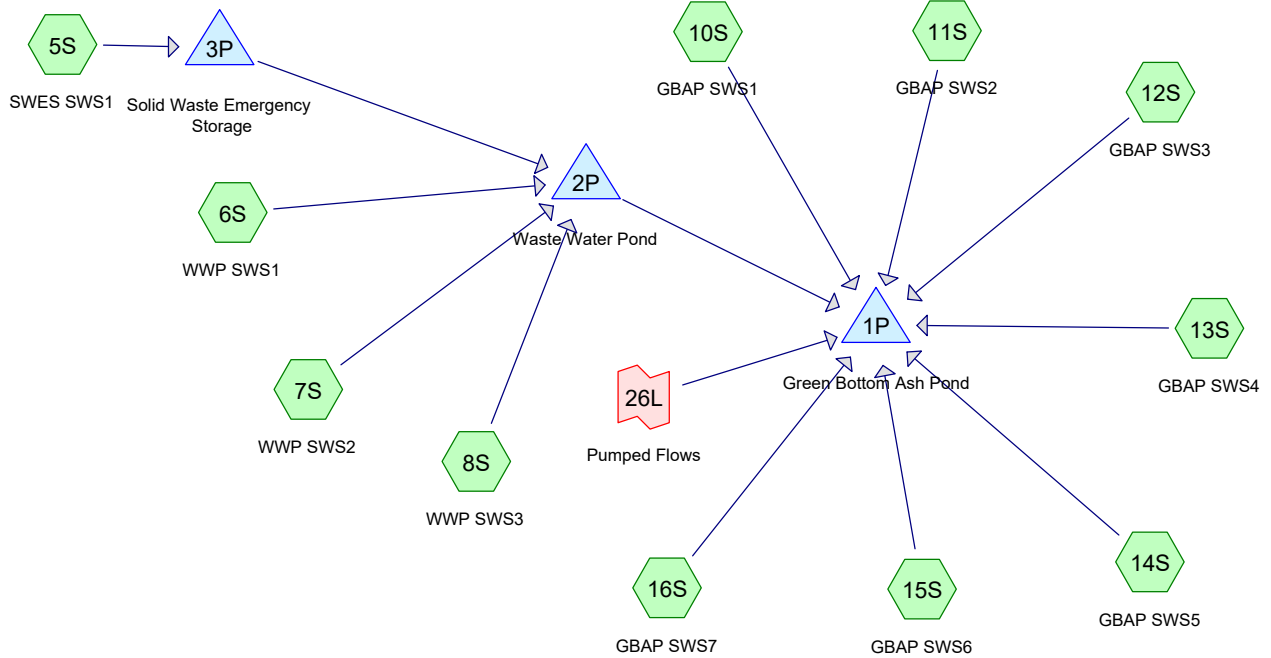 5S
SWES SWS1
3P
Solid Waste Emergency
Storage
10S
GBAP SWS1
11S
GBAP SWS2
12S
GBAP SWS3
6S
WWP SWS1
2P
Waste Water Pond
7S
WWP SWS2
8S
WWP SWS3
26L
Pumped Flows
1P
Green Bottom Ash Pond
13S
GBAP SWS4
16S
GBAP SWS7
15S
GBAP SWS6
14S
GBAP SWS5